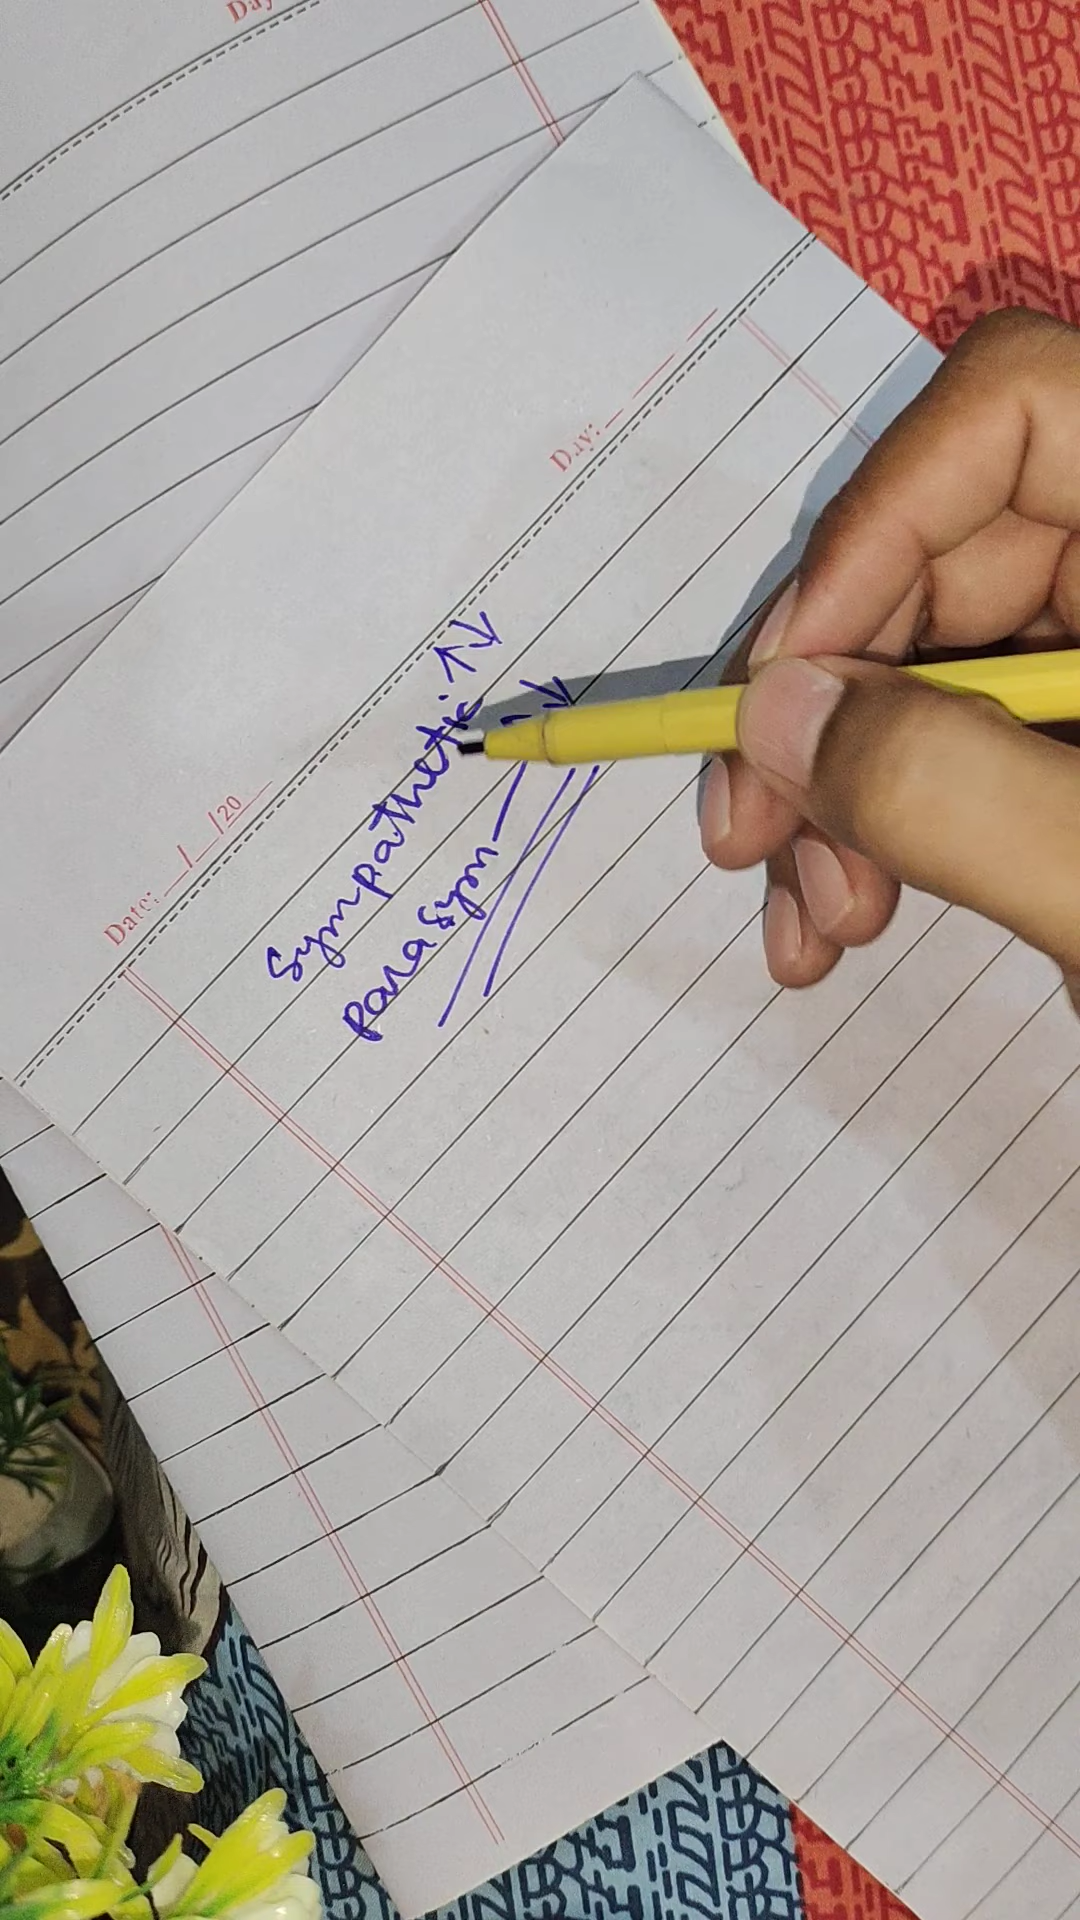 Day
Day:
Date: / /20
Sympathetic ↑↓
Parasym — ↑↓